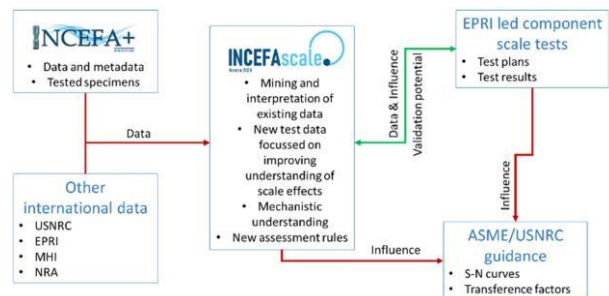 INCEFA+
• Data and metadata
• Tested specimens
Data
Other
international data
• USNRC
• EPRI
• MHI
• NRA
INCEFAscale
• Mining and
interpretation of
existing data
• New test data
focussed on
improving
understanding of
scale effects
• Mechanistic
understanding
• New assessment rules
Data & Influence
Validation potential
EPRI led component
scale tests
• Test plans
• Test results
Influence
Influence
ASME/USNRC
guidance
• S-N curves
• Transference factors